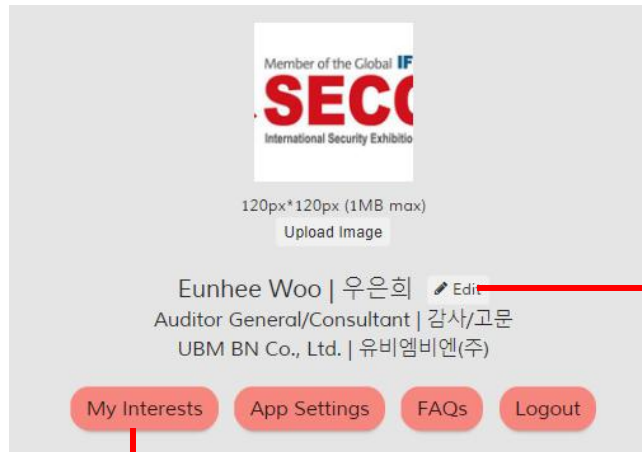 Member of the Global IF
SECO
International Security Exhibitio
120px*120px (1MB max)
Upload Image
Eunhee Woo | 우은희 Edit
Auditor General/Consultant | 감사/고문
UBM BN Co., Ltd. | 유비엠비엔(주)
My Interests App Settings FAQs Logout